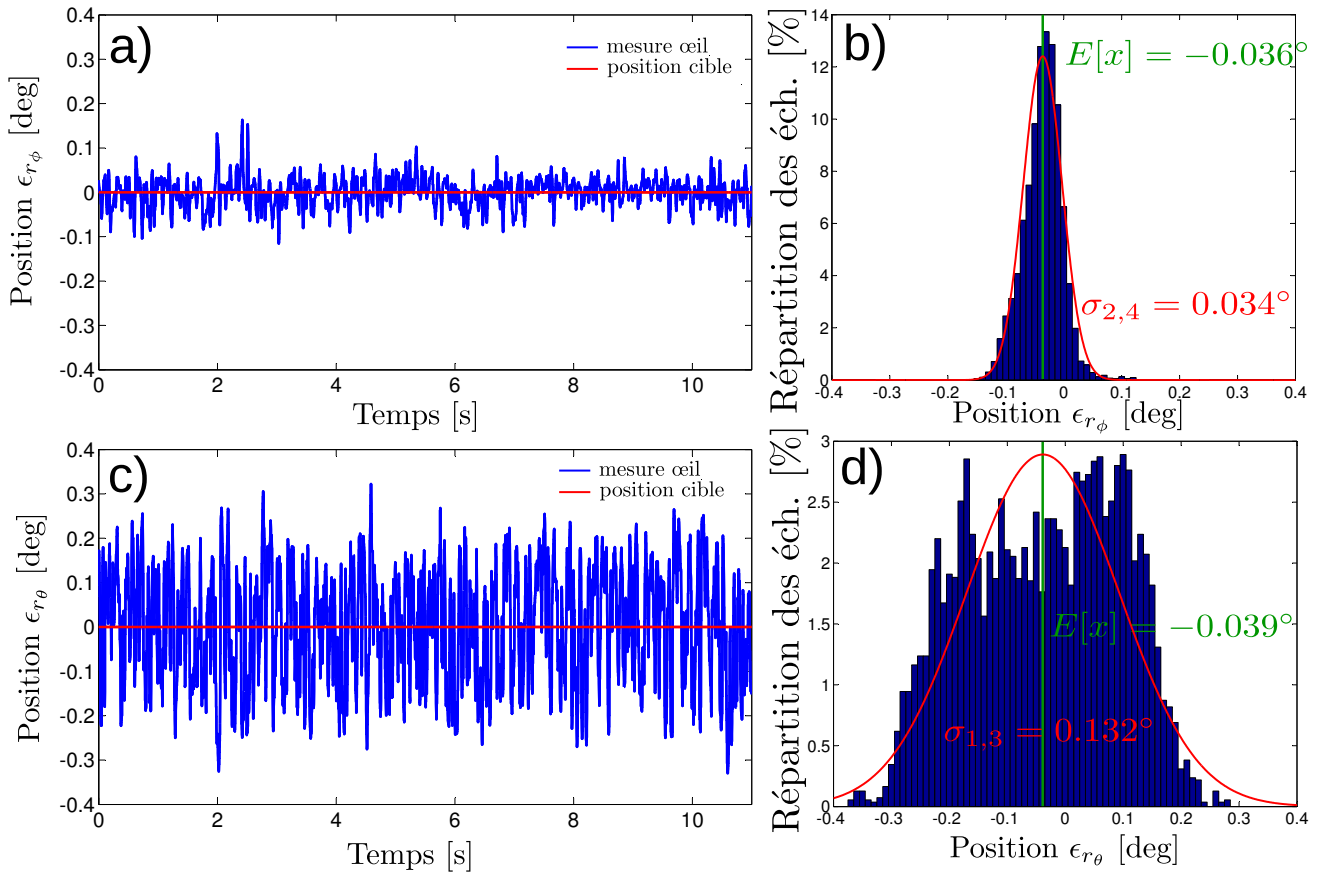 a)
mesure œil
position cible
Position ϵ_{r_ϕ} [deg]
0.4
0.3
0.2
0.1
0
-0.1
-0.2
-0.3
-0.4
0 2 4 6 8 10
Temps [s]
b)
E[x] = −0.036°
σ_{2,4} = 0.034°
Répartition des éch. [%]
14
12
10
8
6
4
2
0
-0.4 -0.3 -0.2 -0.1 0 0.1 0.2 0.3 0.4
Position ϵ_{r_ϕ} [deg]
c)
mesure œil
position cible
Position ϵ_{r_θ} [deg]
0.4
0.3
0.2
0.1
0
-0.1
-0.2
-0.3
-0.4
0 2 4 6 8 10
Temps [s]
d)
E[x] = −0.039°
σ_{1,3} = 0.132°
Répartition des éch. [%]
3
2.5
2
1.5
1
0.5
0
-0.4 -0.3 -0.2 -0.1 0 0.1 0.2 0.3 0.4
Position ϵ_{r_θ} [deg]